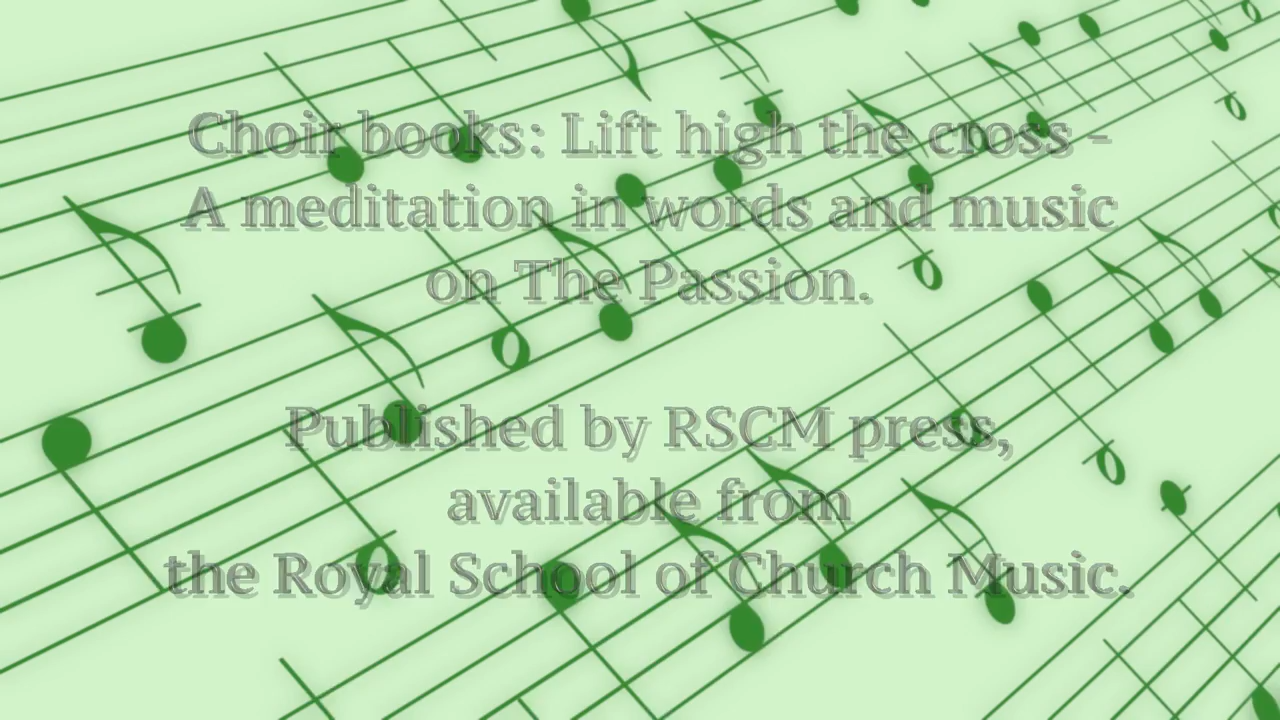 Choir books: Lift high the cross -
A meditation in words and music
on The Passion.
Published by RSCM press,
available from
the Royal School of Church Music.